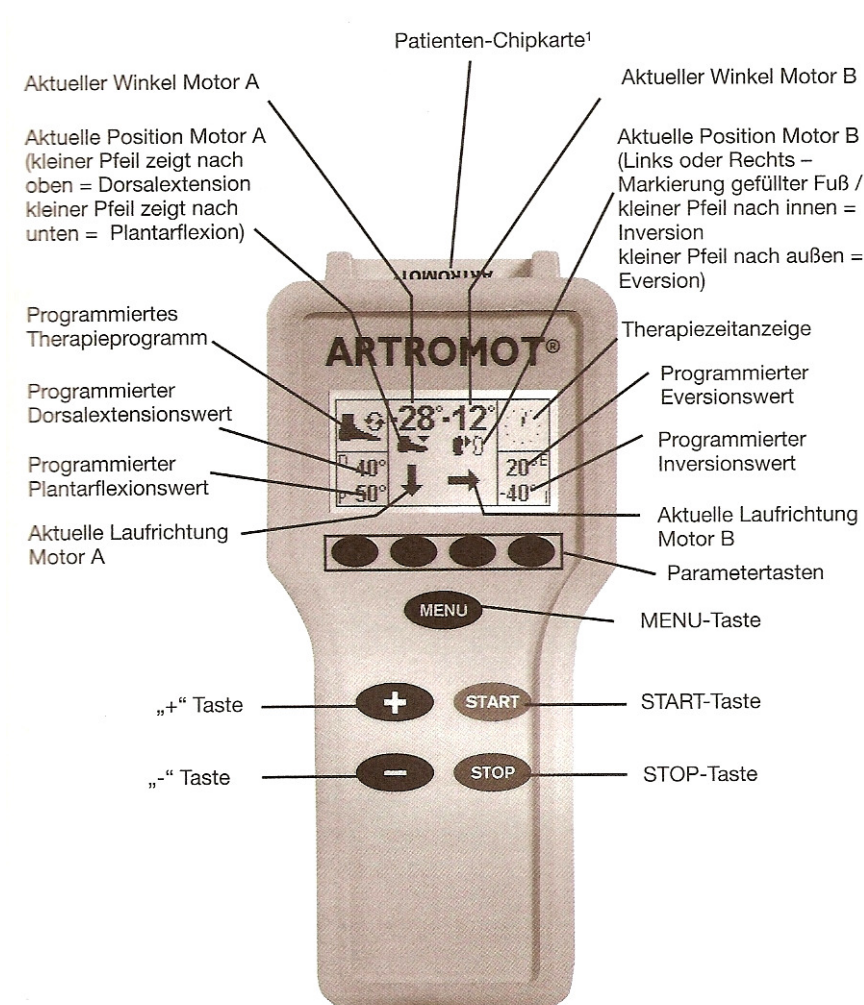 Patienten-Chipkarte¹
Aktueller Winkel Motor A
Aktueller Winkel Motor B
Aktuelle Position Motor A
(kleiner Pfeil zeigt nach
oben = Dorsalextension
kleiner Pfeil zeigt nach
unten = Plantarflexion)
Aktuelle Position Motor B
(Links oder Rechts –
Markierung gefüllter Fuß /
kleiner Pfeil nach innen =
Inversion
kleiner Pfeil nach außen =
Eversion)
ARTROMOT
Programmiertes
Therapieprogramm
Therapiezeitanzeige
ARTROMOT®
Programmierter
Dorsalextensionswert
Programmierter
Eversionswert
-28° -12°
D 40°
20° E
Programmierter
Plantarflexionswert
Programmierter
Inversionswert
P -50°
-40° I
Aktuelle Laufrichtung
Motor A
Aktuelle Laufrichtung
Motor B
Parametertasten
MENU
MENU-Taste
„+“ Taste
+
START
START-Taste
„-“ Taste
–
STOP
STOP-Taste